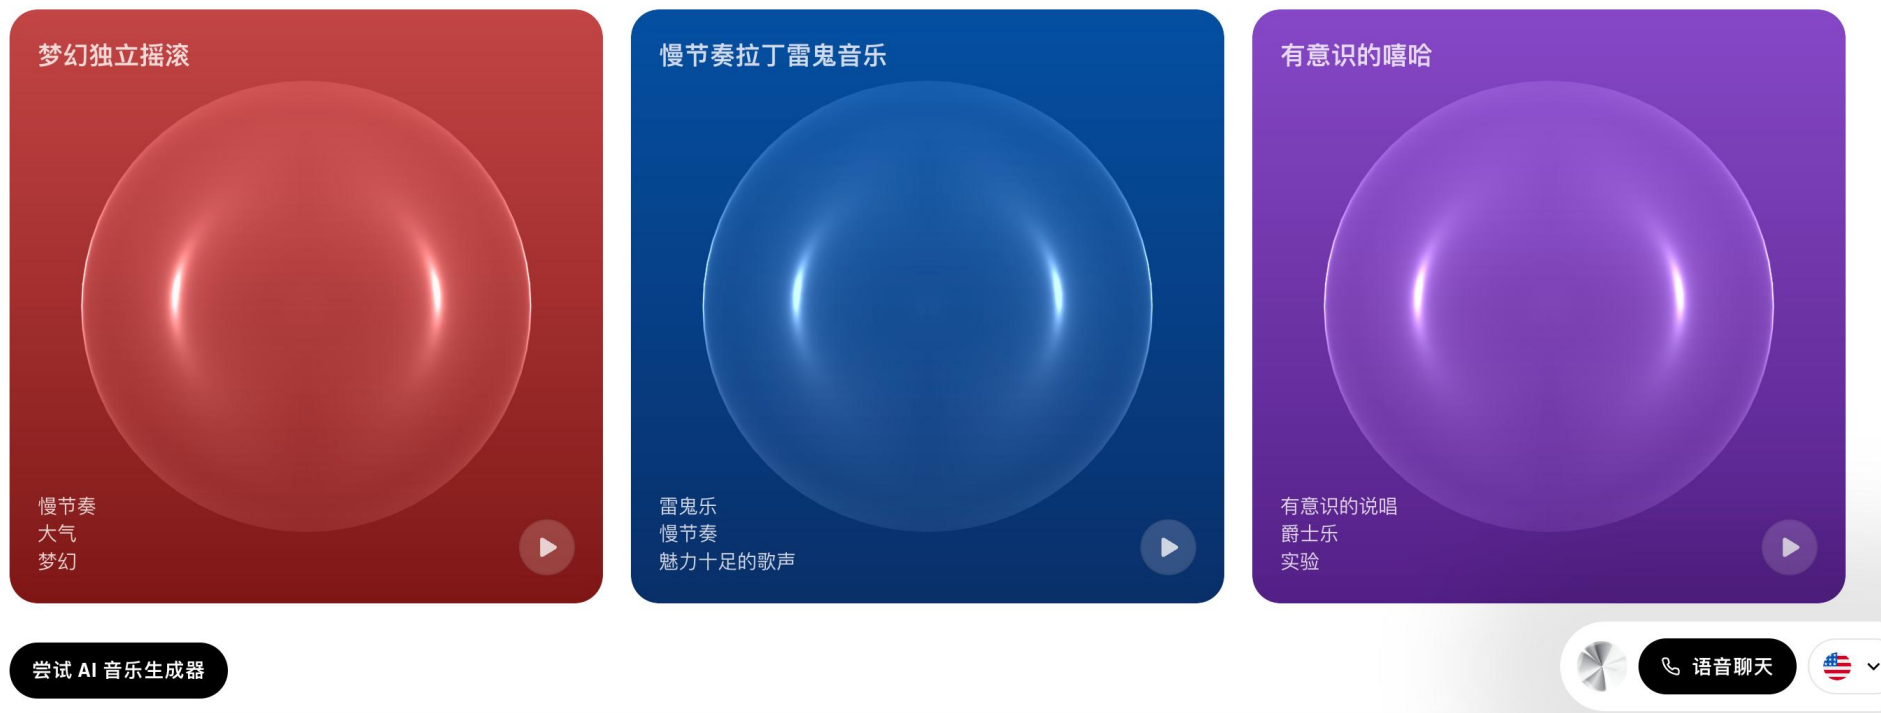 梦幻独立摇滚
慢节奏
大气
梦幻
慢节奏拉丁雷鬼音乐
雷鬼乐
慢节奏
魅力十足的歌声
有意识的嘻哈
有意识的说唱
爵士乐
实验
尝试 AI 音乐生成器
语音聊天